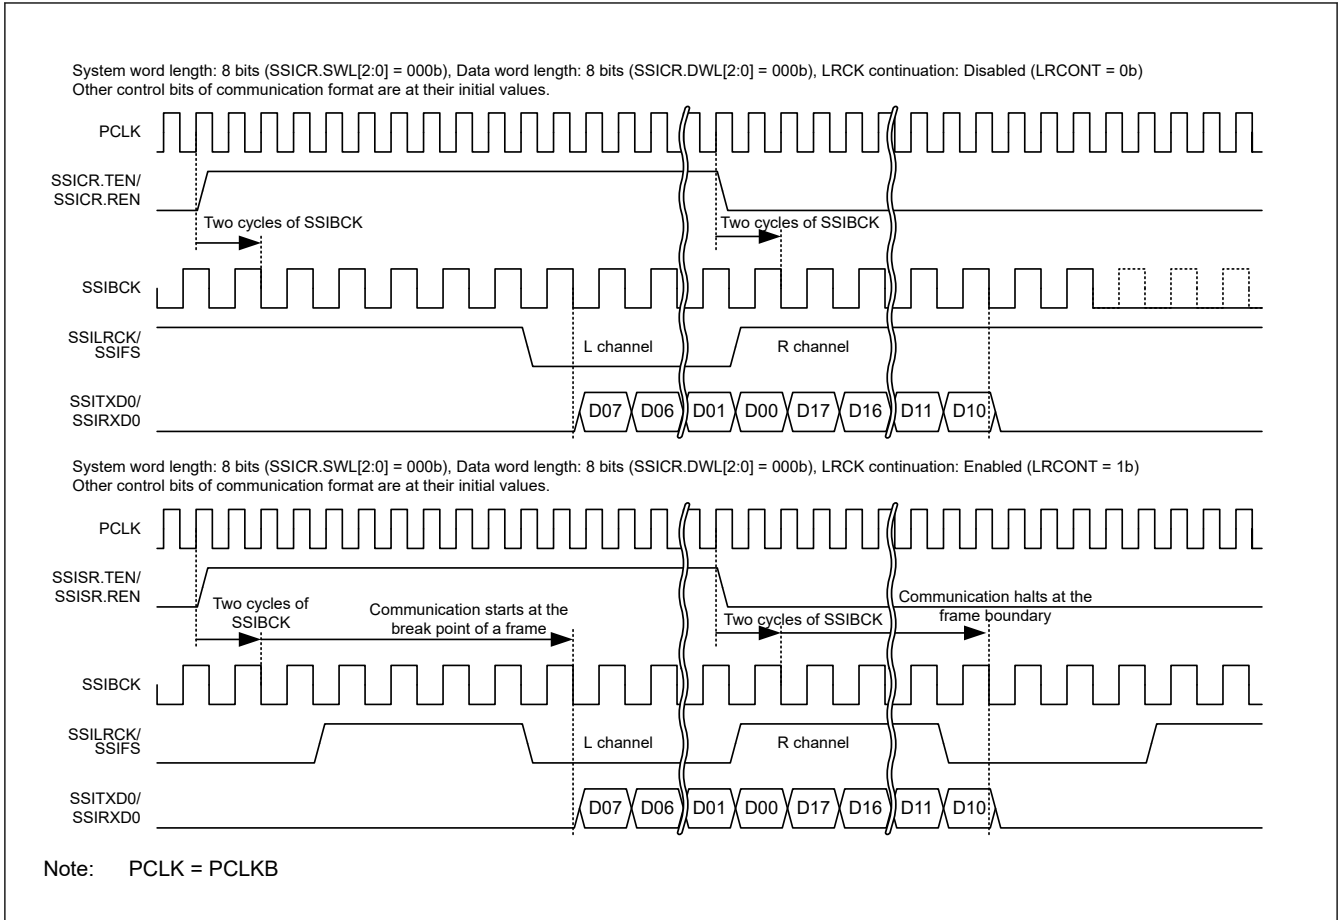 System word length: 8 bits (SSICR.SWL[2:0] = 000b), Data word length: 8 bits (SSICR.DWL[2:0] = 000b), LRCK continuation: Disabled (LRCONT = 0b)
Other control bits of communication format are at their initial values.
PCLK
SSICR.TEN/
SSICR.REN
Two cycles of SSIBCK
Two cycles of SSIBCK
SSIBCK
SSILRCK/
SSIFS
L channel
R channel
SSITXD0/
SSIRXD0
D07 D06 D01 D00 D17 D16 D11 D10
System word length: 8 bits (SSICR.SWL[2:0] = 000b), Data word length: 8 bits (SSICR.DWL[2:0] = 000b), LRCK continuation: Enabled (LRCONT = 1b)
Other control bits of communication format are at their initial values.
PCLK
SSISR.TEN/
SSISR.REN
Two cycles of
SSIBCK
Communication starts at the
break point of a frame
Two cycles of SSIBCK
Communication halts at the
frame boundary
SSIBCK
SSILRCK/
SSIFS
L channel
R channel
SSITXD0/
SSIRXD0
D07 D06 D01 D00 D17 D16 D11 D10
Note: PCLK = PCLKB